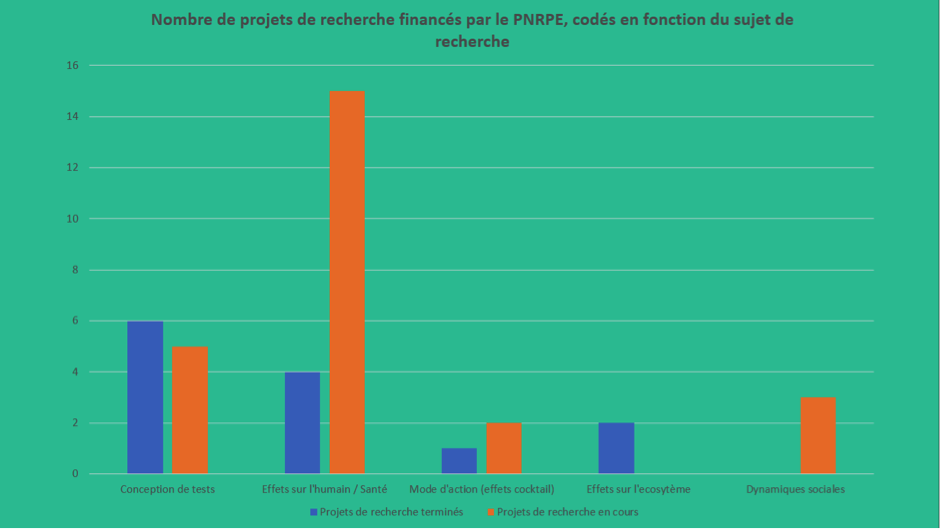 Nombre de projets de recherche financés par le PNRPE, codés en fonction du sujet de
recherche
16
14
12
10
8
6
4
2
0
Conception de tests
Effets sur l'humain / Santé
Mode d'action (effets cocktail)
Effets sur l'ecosytème
Dynamiques sociales
Projets de recherche terminés
Projets de recherche en cours